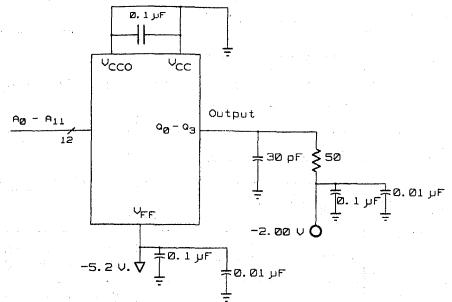 0.1 µF
VCCO VCC
A0 - A11
12
Output
Q0 - Q3
30 pF
50
0.1 µF
0.01 µF
-2.00 V
VFF
-5.2 V.
0.1 µF
0.01 µF